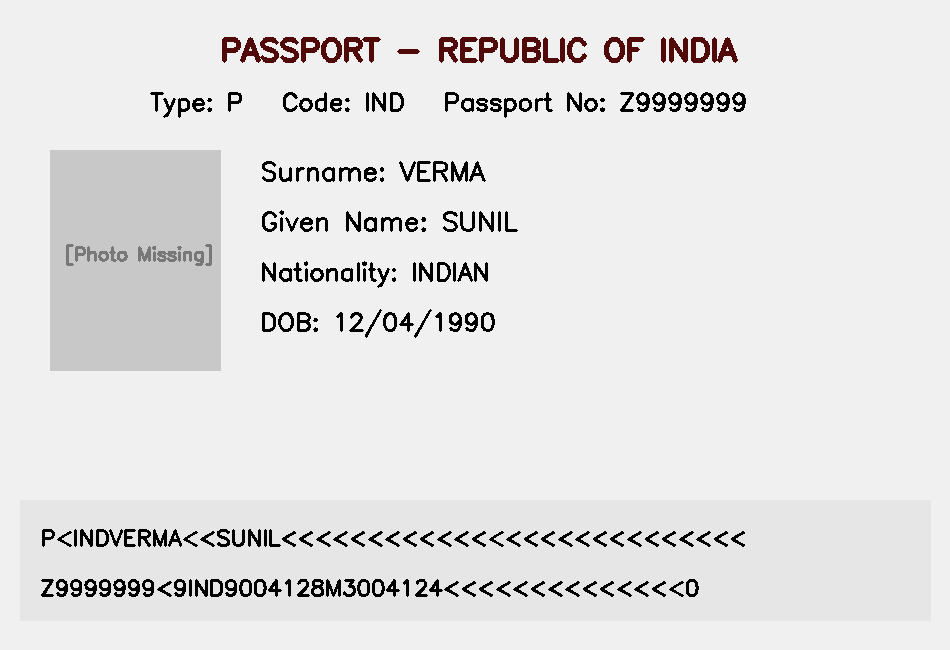 PASSPORT - REPUBLIC OF INDIA
Type: P Code: IND Passport No: Z9999999
Surname: VERMA
Given Name: SUNIL
[Photo Missing]
Nationality: INDIAN
DOB: 12/04/1990
P<INDVERMA<<SUNIL<<<<<<<<<<<<<<<<<<<<<<<<<<<
Z9999999<9IND9004128M3004124<<<<<<<<<<<<<<0